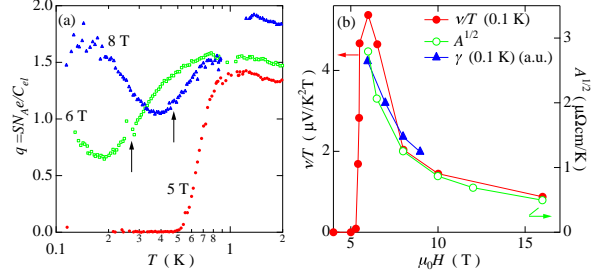 (a)
8 T
6 T
5 T
q =SN_A e/C_el
2.0
1.5
1.0
0.5
0.0
0.1
2
3
4
5
6
7
8
1
2
T ( K )
(b)
ν/T (0.1 K)
A^1/2
γ (0.1 K) (a.u.)
ν/T (μV/K²T)
4
2
0
A^1/2 (μΩcm/K)
3
2
1
0
5
10
15
μ₀H ( T )